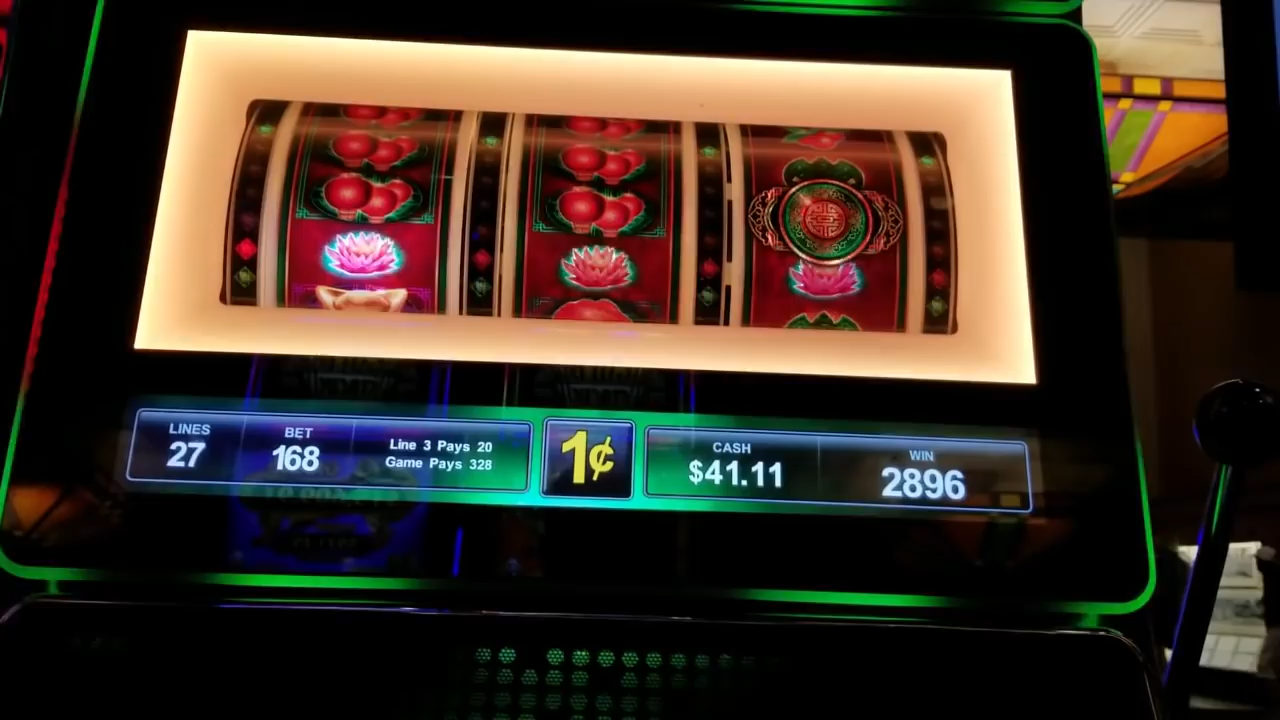 LINES
27
BET
168
Line 3 Pays 20
Game Pays 328
1¢
CASH
$41.11
WIN
2896